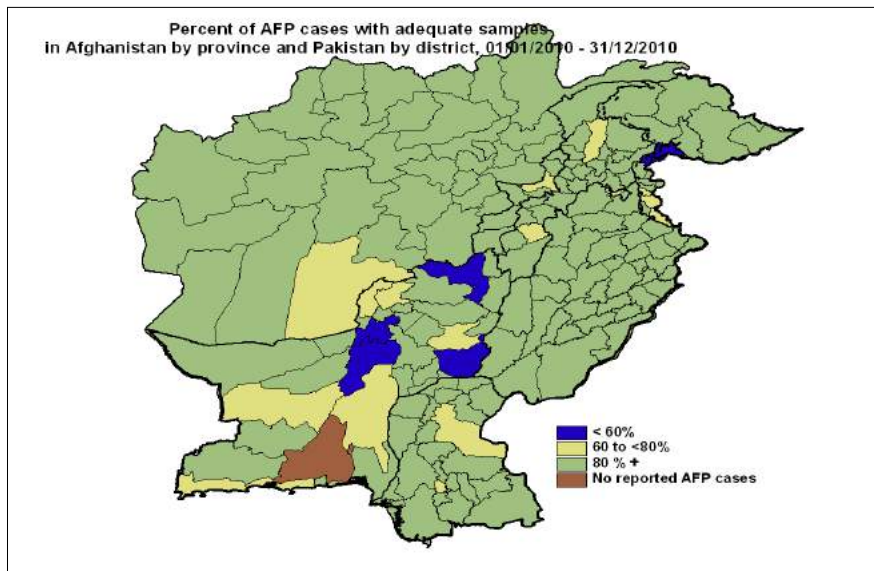 Percent of AFP cases with adequate samples
in Afghanistan by province and Pakistan by district, 01/01/2010 - 31/12/2010
< 60%
60 to <80%
80 % +
No reported AFP cases